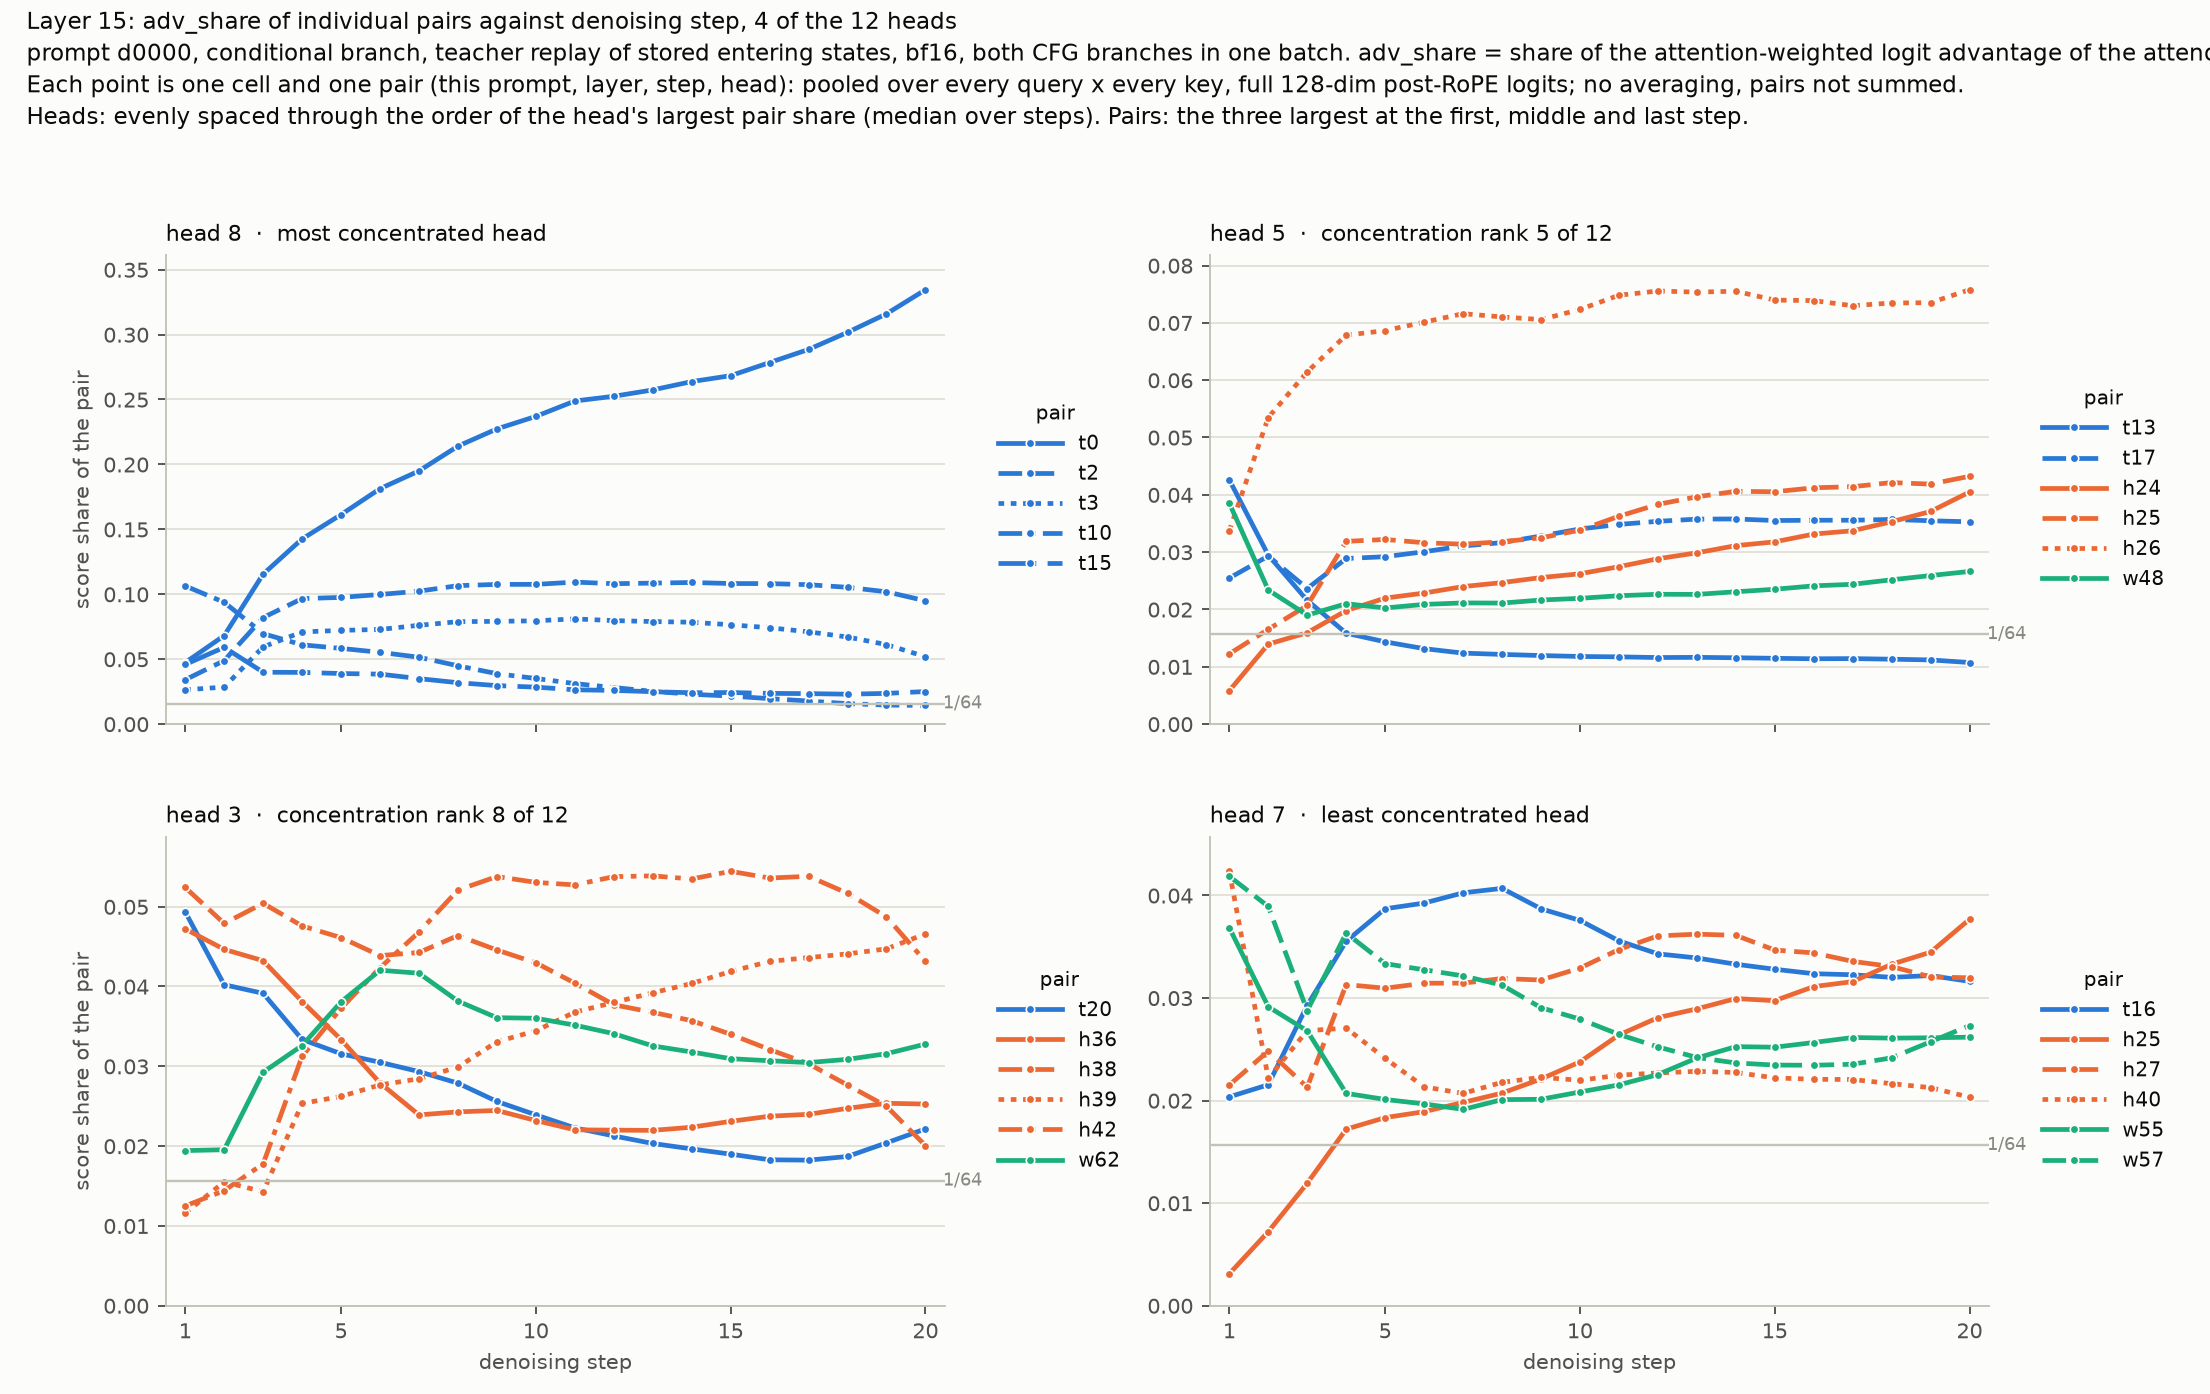 Layer 15: adv_share of individual pairs against denoising step, 4 of the 12 heads
prompt d0000, conditional branch, teacher replay of stored entering states, bf16, both CFG branches in one batch. adv_share = share of the attention-weighted logit advantage of the
Each point is one cell and one pair (this prompt, layer, step, head): pooled over every query x every key, full 128-dim post-RoPE logits; no averaging, pairs not summed.
Heads: evenly spaced through the order of the head's largest pair share (median over steps). Pairs: the three largest at the first, middle and last step.
head 8 · most concentrated head
score share of the pair
0.35
0.30
0.25
0.20
0.15
0.10
0.05
0.00
1/64
pair
t0
t2
t3
t10
t15
head 5 · concentration rank 5 of 12
0.08
0.07
0.06
0.05
0.04
0.03
0.02
0.01
0.00
1/64
pair
t13
t17
h24
h25
h26
w48
head 3 · concentration rank 8 of 12
score share of the pair
0.05
0.04
0.03
0.02
0.01
0.00
1/64
1 5 10 15 20
denoising step
pair
t20
h36
h38
h39
h42
w62
head 7 · least concentrated head
0.04
0.03
0.02
0.01
0.00
1/64
1 5 10 15 20
denoising step
pair
t16
h25
h27
h40
w55
w57